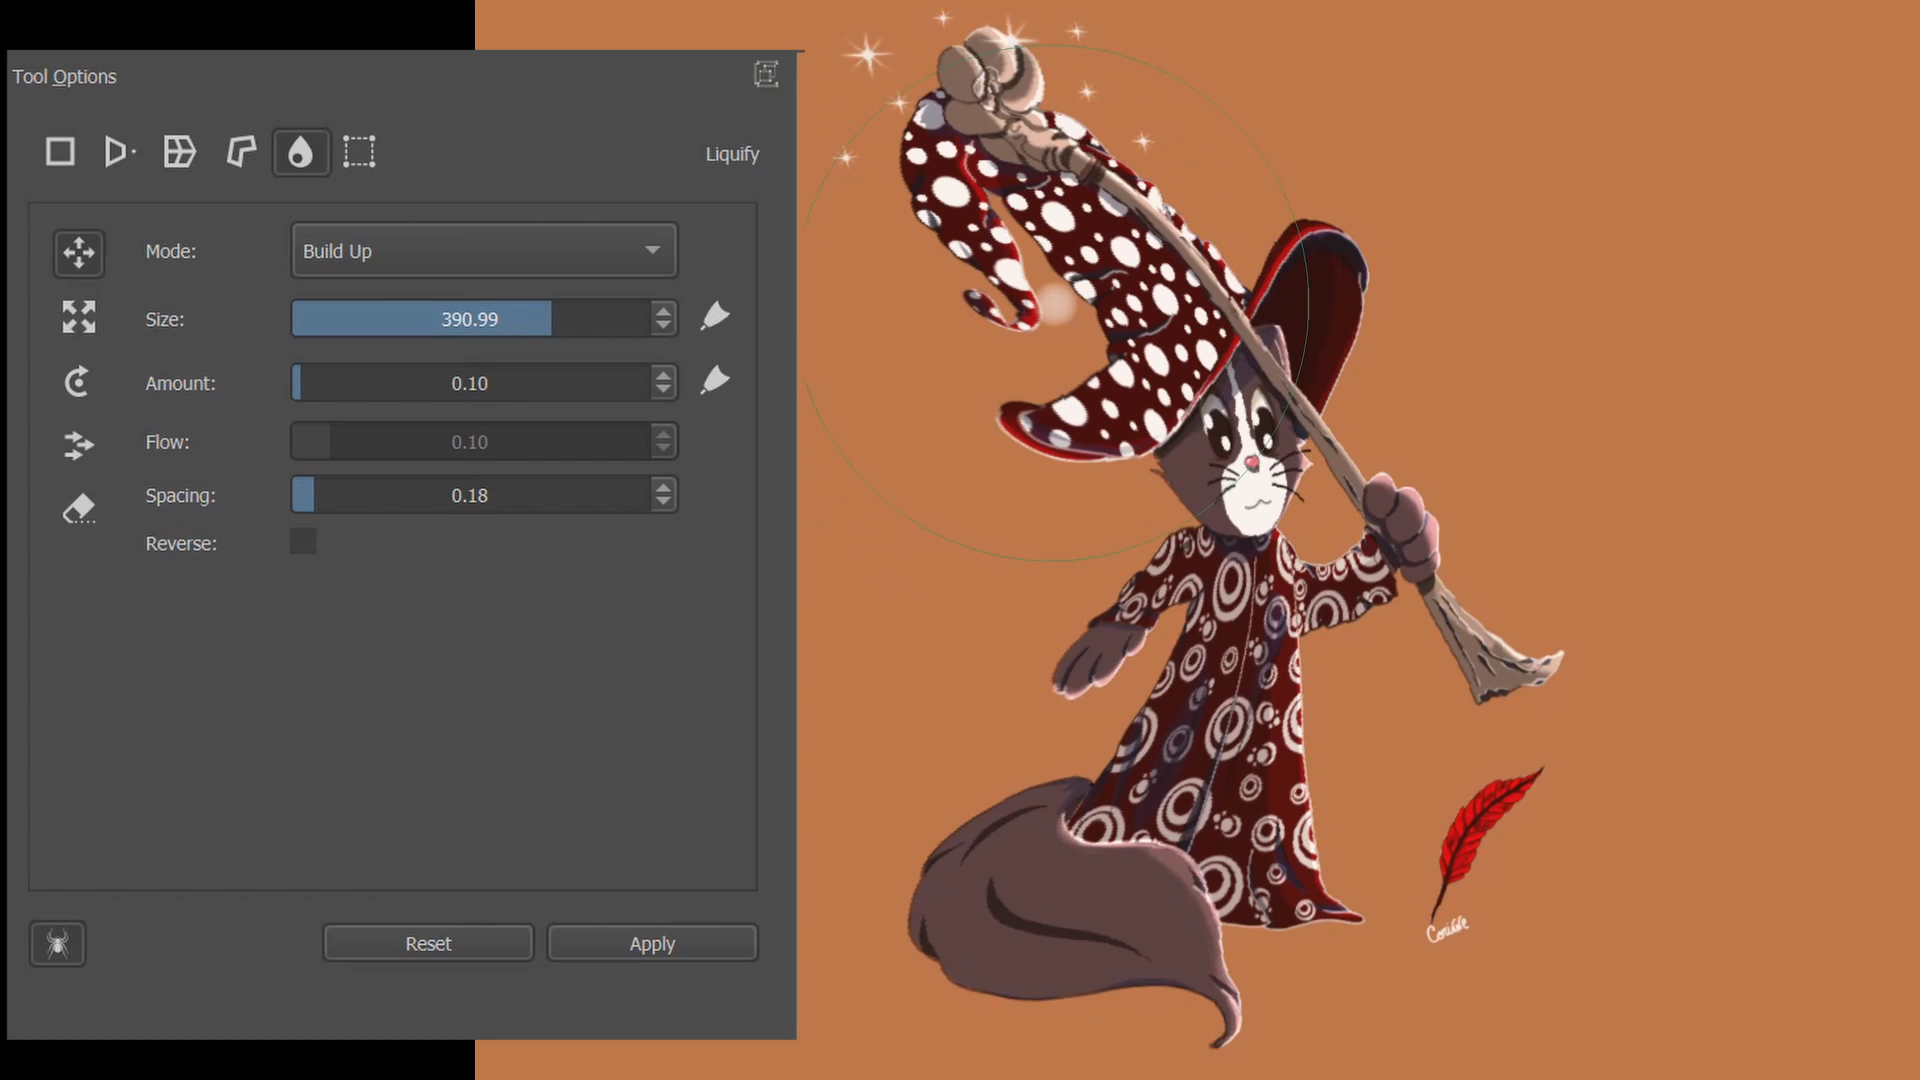 Tool Options
Liquify
Mode: Build Up
Size: 390.99
Amount: 0.10
Flow: 0.10
Spacing: 0.18
Reverse:
Reset Apply